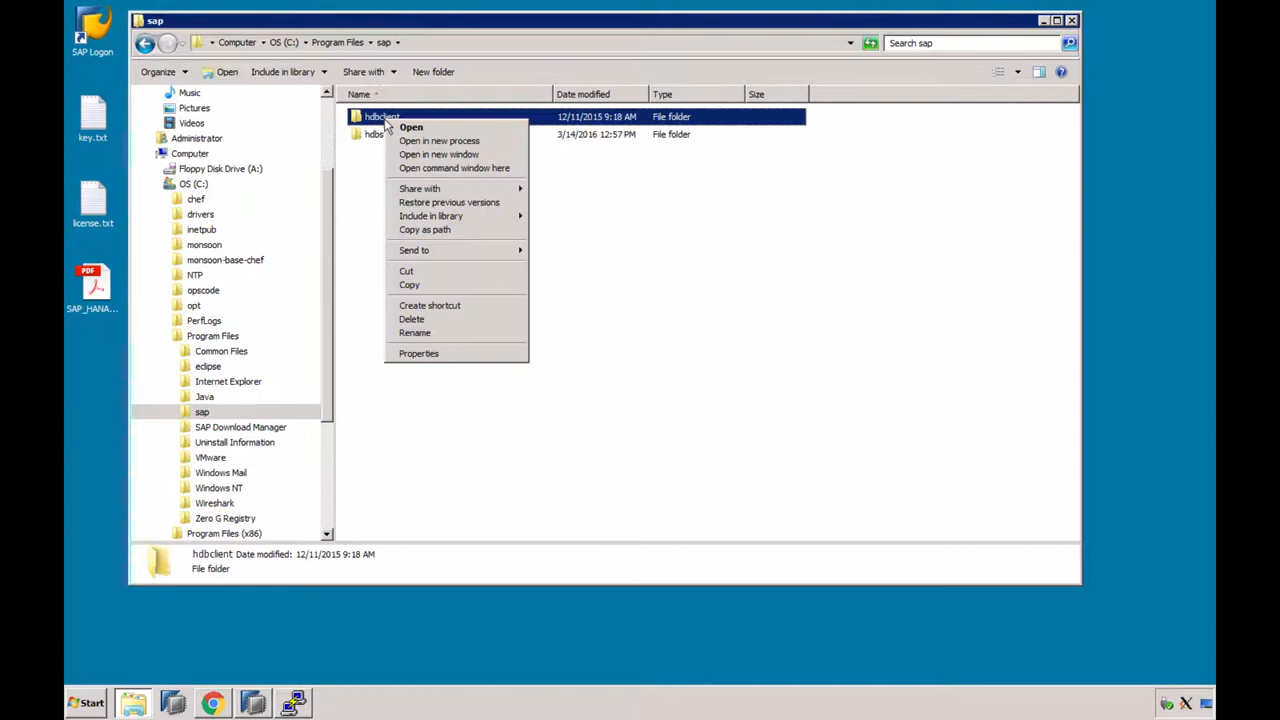 SAP Logon
key.txt
license.txt
PDF
SAP_HANA...
sap
Computer OS (C:) Program Files sap
Search sap
Organize Open Include in library Share with New folder
Music
Pictures
Videos
Administrator
Computer
Floppy Disk Drive (A:)
OS (C:)
chef
drivers
inetpub
monsoon
monsoon-base-chef
NTP
opscode
opt
PerfLogs
Program Files
Common Files
eclipse
Internet Explorer
Java
sap
SAP Download Manager
Uninstall Information
VMware
Windows Mail
Windows NT
Wireshark
Zero G Registry
Program Files (x86)
Name Date modified Type Size
hdbclient 12/11/2015 9:18 AM File folder
hdbs 3/14/2016 12:57 PM File folder
Open
Open in new process
Open in new window
Open command window here
Share with
Restore previous versions
Include in library
Copy as path
Send to
Cut
Copy
Create shortcut
Delete
Rename
Properties
hdbclient Date modified: 12/11/2015 9:18 AM
File folder
Start